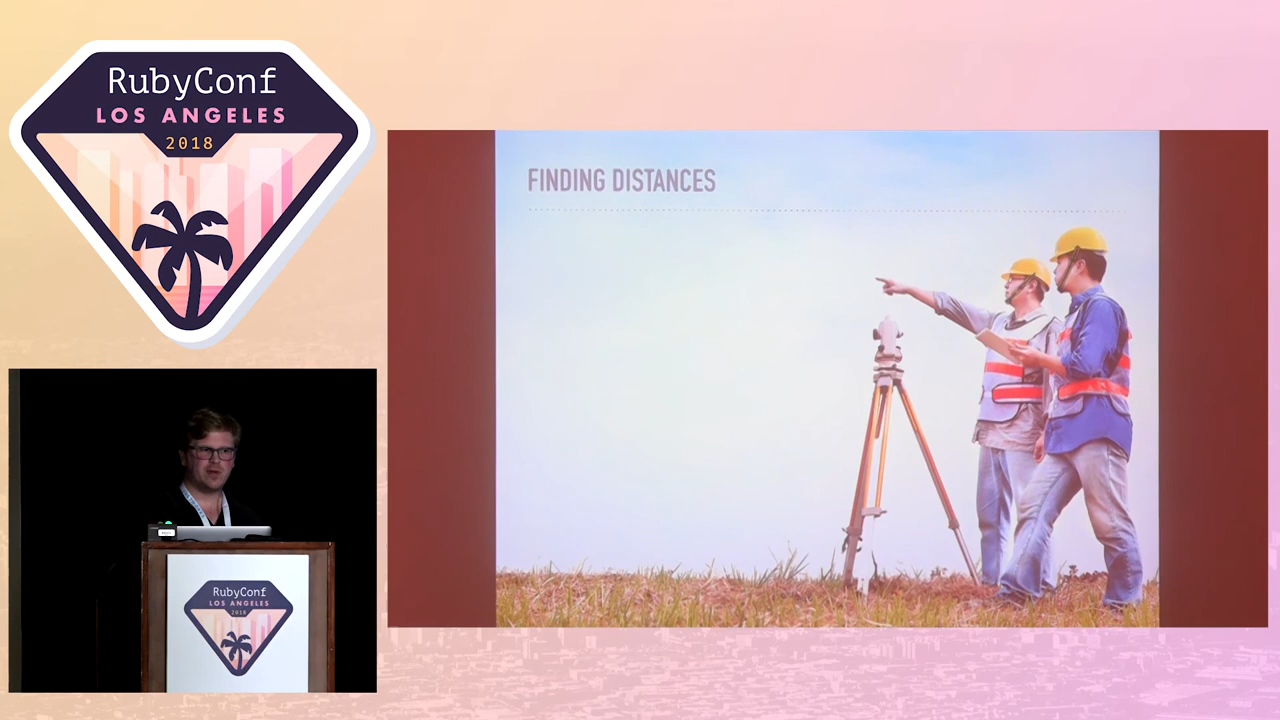 RubyConf
LOS ANGELES
2018
FINDING DISTANCES
RubyConf
LOS ANGELES
2018